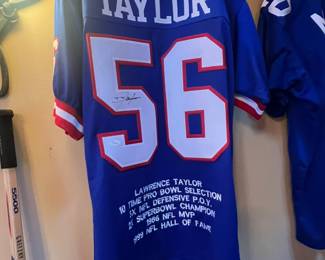 TAYLOR
56
LAWRENCE TAYLOR
10 TIME PRO BOWL SELECTION
3X NFL DEFENSIVE P.O.Y.
2X SUPERBOWL CHAMPION
1986 NFL MVP
1999 NFL HALL OF FAME
5500